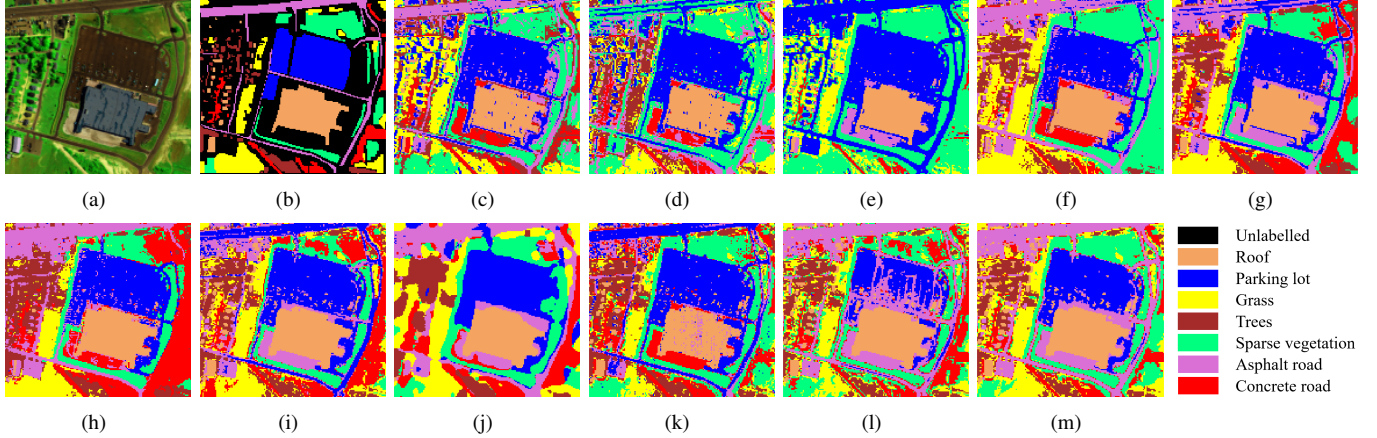 (a) (b) (c) (d) (e) (f) (g)
Unlabelled
Roof
Parking lot
Grass
Trees
Sparse vegetation
Asphalt road
Concrete road
(h) (i) (j) (k) (l) (m)